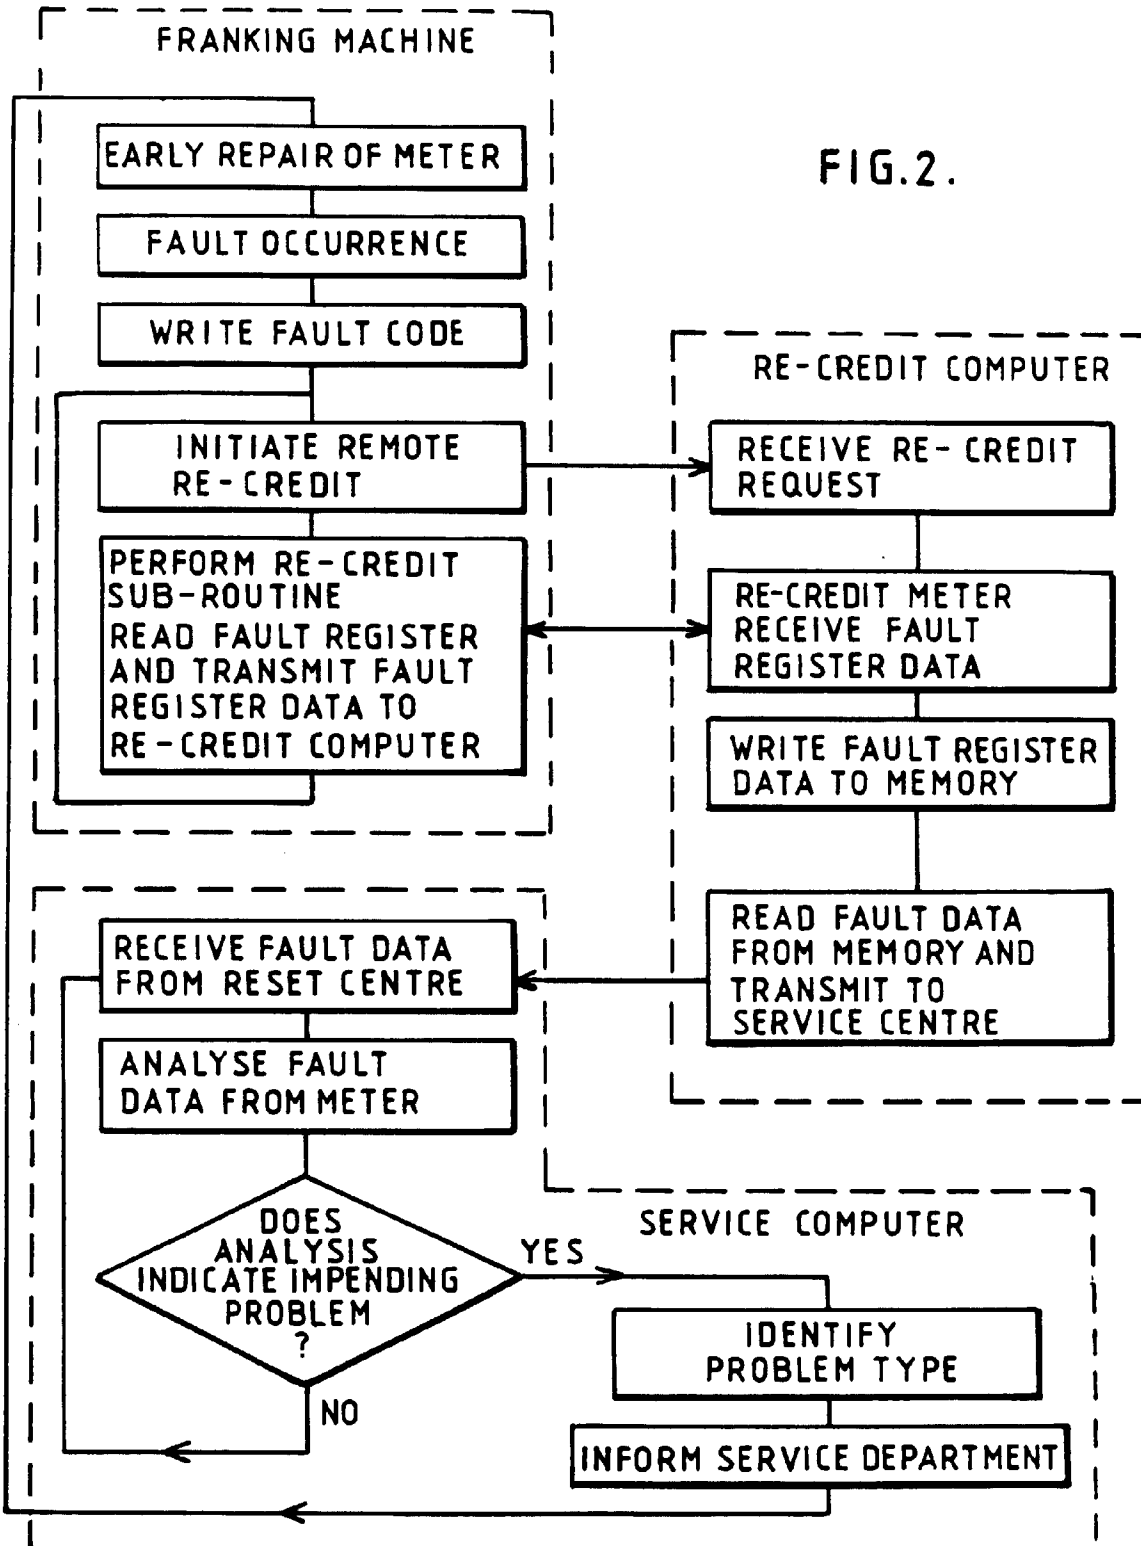 FRANKING MACHINE
EARLY REPAIR OF METER
FIG.2.
FAULT OCCURRENCE
WRITE FAULT CODE
RE-CREDIT COMPUTER
INITIATE REMOTE
RE-CREDIT
RECEIVE RE-CREDIT
REQUEST
PERFORM RE-CREDIT
SUB-ROUTINE
READ FAULT REGISTER
AND TRANSMIT FAULT
REGISTER DATA TO
RE-CREDIT COMPUTER
RE-CREDIT METER
RECEIVE FAULT
REGISTER DATA
WRITE FAULT REGISTER
DATA TO MEMORY
READ FAULT DATA
FROM MEMORY AND
TRANSMIT TO
SERVICE CENTRE
RECEIVE FAULT DATA
FROM RESET CENTRE
ANALYSE FAULT
DATA FROM METER
SERVICE COMPUTER
DOES
ANALYSIS
INDICATE IMPENDING
PROBLEM
?
YES
NO
IDENTIFY
PROBLEM TYPE
INFORM SERVICE DEPARTMENT